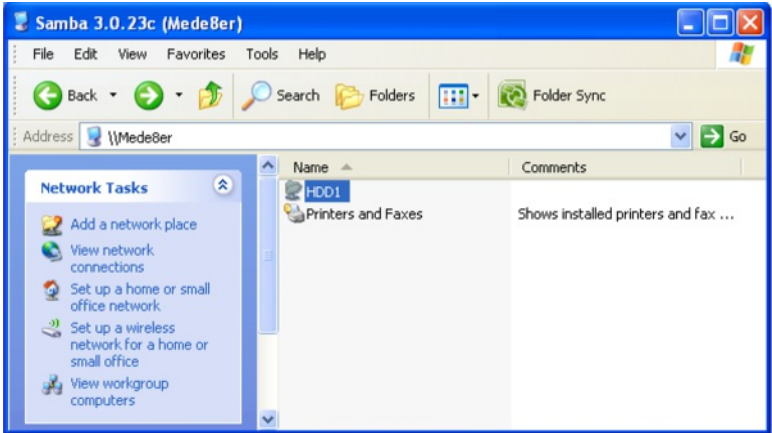 Samba 3.0.23c (Mede8er)
File Edit View Favorites Tools Help
Back Search Folders Folder Sync
Address \\Mede8er Go
Network Tasks
Add a network place
View network
connections
Set up a home or small
office network
Set up a wireless
network for a home or
small office
View workgroup
computers
Name Comments
HDD1
Printers and Faxes Shows installed printers and fax ...